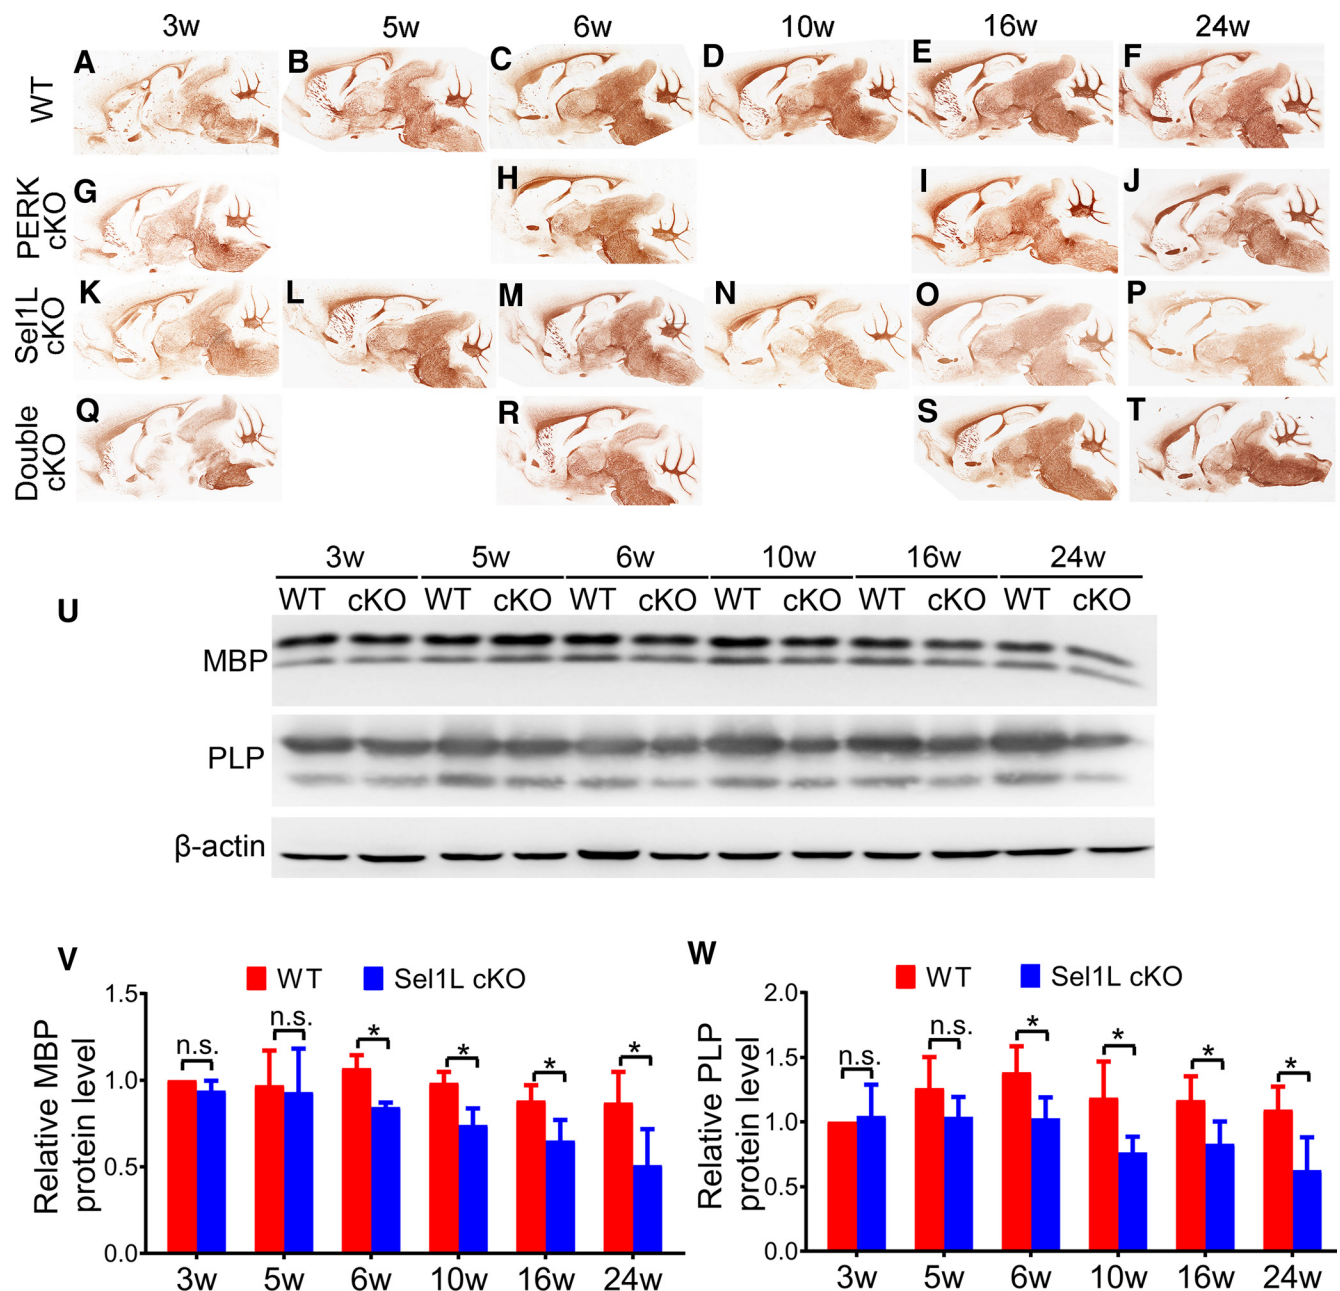 3w 5w 6w 10w 16w 24w
WT
A B C D E F
PERK
cKO
G H I J
Sel1L
cKO
K L M N O P
Double
cKO
Q R S T
3w 5w 6w 10w 16w 24w
U
WT cKO WT cKO WT cKO WT cKO WT cKO WT cKO
MBP
PLP
β-actin
V
WT Sel1L cKO
Relative MBP
protein level
1.5
1.0
0.5
0.0
n.s. n.s. * * * *
3w 5w 6w 10w 16w 24w
W
WT Sel1L cKO
Relative PLP
protein level
2.0
1.5
1.0
0.5
0.0
n.s. n.s. * * * *
3w 5w 6w 10w 16w 24w